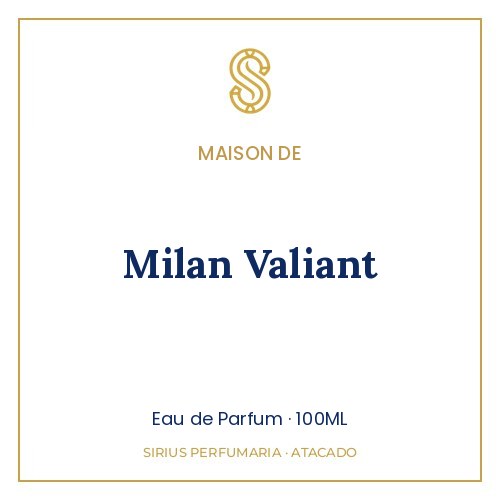 MAISON DE
Milan Valiant
Eau de Parfum · 100ML
SIRIUS PERFUMARIA · ATACADO